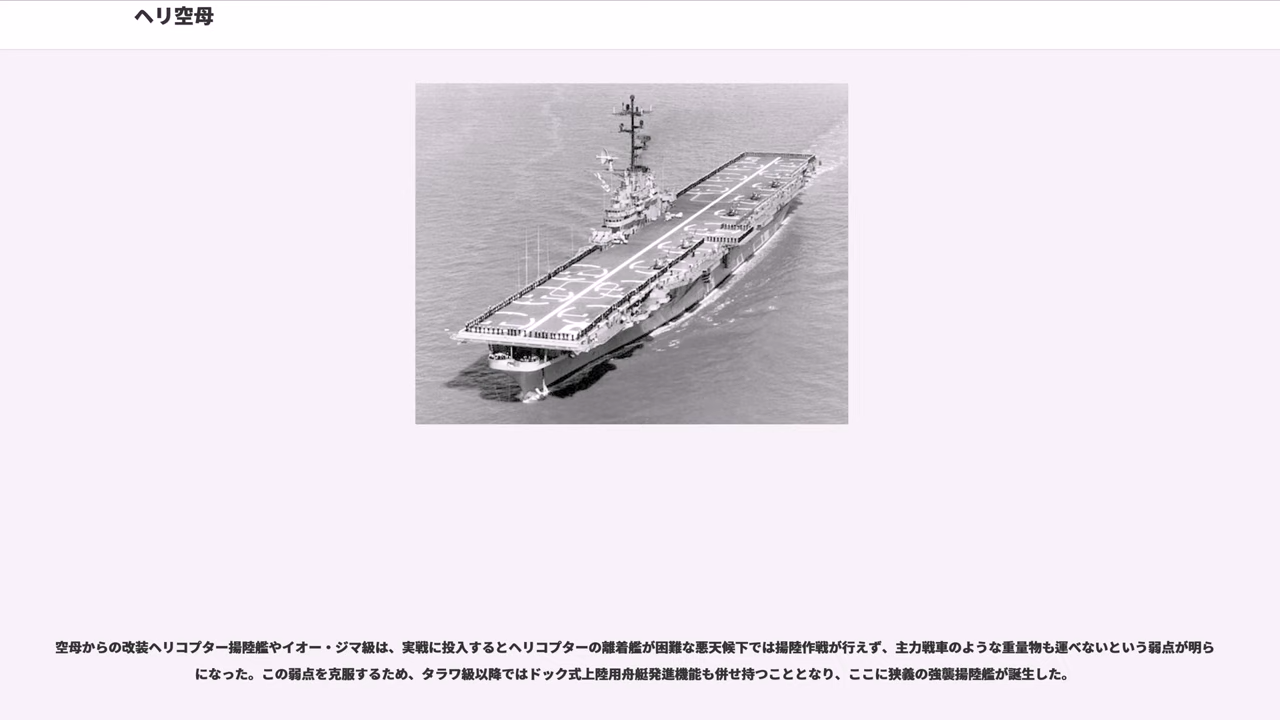 ヘリ空母
空母からの改装ヘリコプター揚陸艦やイオー・ジマ級は、実戦に投入するとヘリコプターの離着艦が困難な悪天候下では揚陸作戦が行えず、主力戦車のような重量物も運べないという弱点が明ら
になった。この弱点を克服するため、タラワ級以降ではドック式上陸用舟艇発進機能も併せ持つこととなり、ここに狭義の強襲揚陸艦が誕生した。